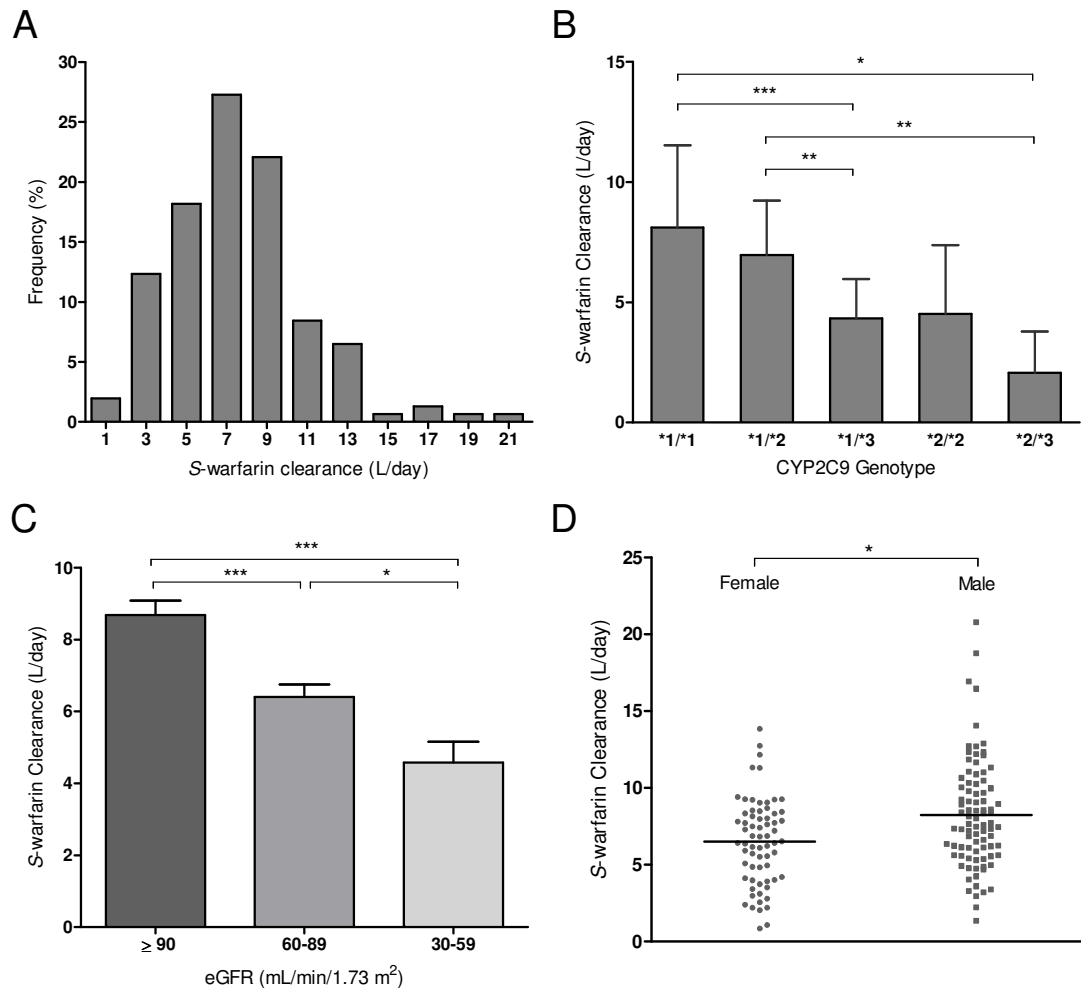 A
30
25
20
15
10
5
0
Frequency (%)
1 3 5 7 9 11 13 15 17 19 21
S-warfarin clearance (L/day)
B
15
10
5
0
S-warfarin Clearance (L/day)
*
***
**
**
*1/*1 *1/*2 *1/*3 *2/*2 *2/*3
CYP2C9 Genotype
C
10
8
6
4
2
0
S-warfarin Clearance (L/day)
***
*** *
≥ 90 60-89 30-59
eGFR (mL/min/1.73 m²)
D
25
20
15
10
5
0
S-warfarin Clearance (L/day)
*
Female Male